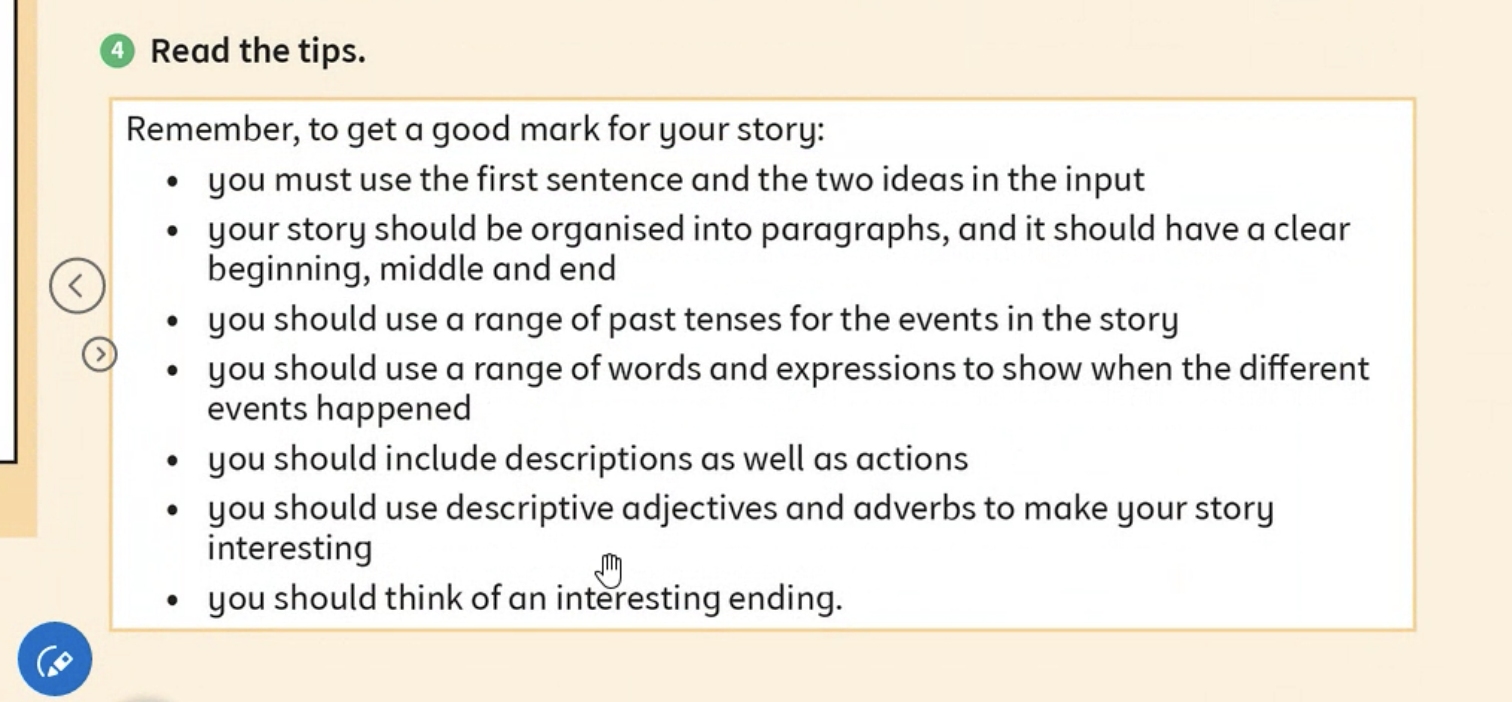 4 Read the tips.
Remember, to get a good mark for your story:
• you must use the first sentence and the two ideas in the input
• your story should be organised into paragraphs, and it should have a clear
beginning, middle and end
• you should use a range of past tenses for the events in the story
• you should use a range of words and expressions to show when the different
events happened
• you should include descriptions as well as actions
• you should use descriptive adjectives and adverbs to make your story
interesting
• you should think of an interesting ending.